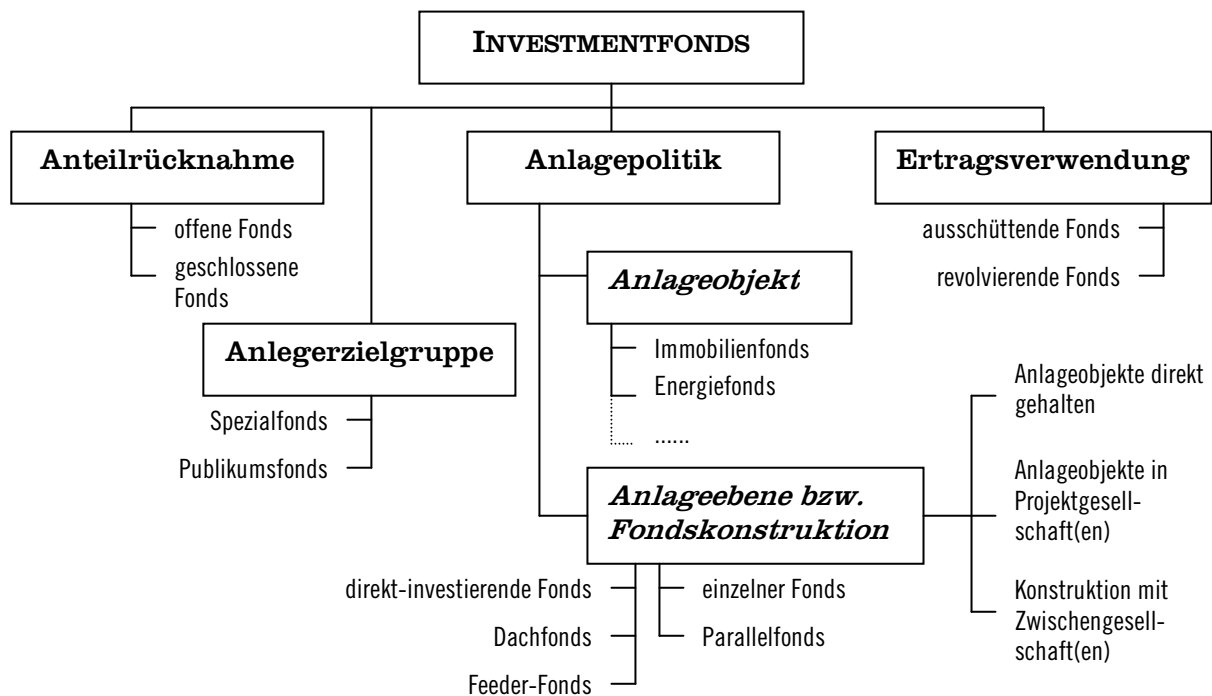 INVESTMENTFONDS
Anteilrücknahme
Anlagepolitik
Ertragsverwendung
offene Fonds
geschlossene
Fonds
ausschüttende Fonds
revolvierende Fonds
Anlageobjekt
Anlegerzielgruppe
Immobilienfonds
Energiefonds
......
Spezialfonds
Publikumsfonds
Anlageobjekte direkt
gehalten
Anlageebene bzw.
Fondskonstruktion
Anlageobjekte in
Projektgesell-
schaft(en)
direkt-investierende Fonds
Dachfonds
Feeder-Fonds
einzelner Fonds
Parallelfonds
Konstruktion mit
Zwischengesell-
schaft(en)